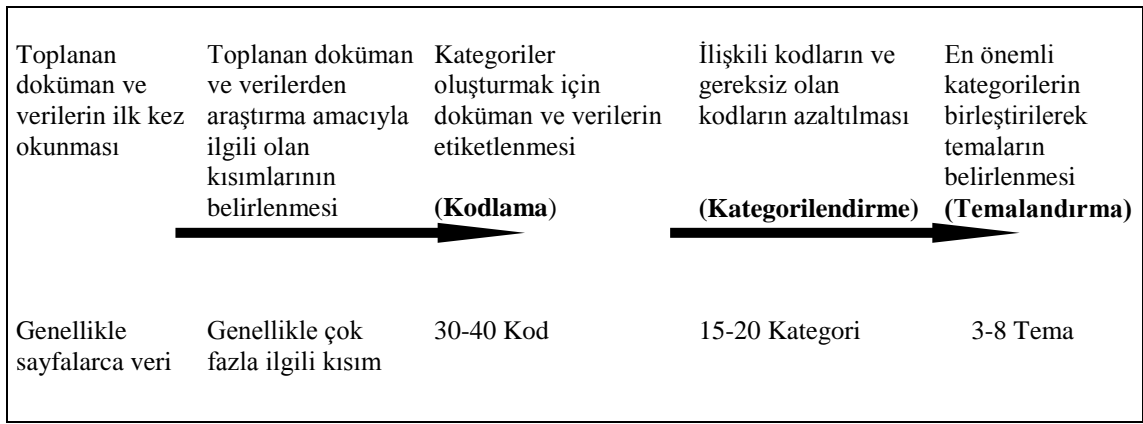 Toplanan
doküman ve
verilerin ilk kez
okunması
Toplanan doküman
ve verilerden
araştırma amacıyla
ilgili olan
kısımlarının
belirlenmesi
Kategoriler
oluşturmak için
doküman ve verilerin
etiketlenmesi
(Kodlama)
İlişkili kodların ve
gereksiz olan
kodların azaltılması
(Kategorilendirme)
En önemli
kategorilerin
birleştirilerek
temaların
belirlenmesi
(Temalandırma)
Genellikle
sayfalarca veri
Genellikle çok
fazla ilgili kısım
30-40 Kod
15-20 Kategori
3-8 Tema